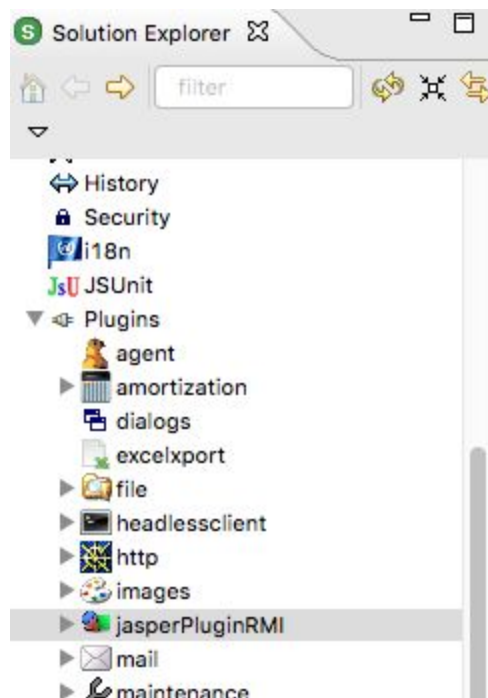 S Solution Explorer
filter
History
Security
i18n
JSU JSUnit
Plugins
agent
amortization
dialogs
excelxport
file
headlessclient
http
images
jasperPluginRMI
mail
maintenance